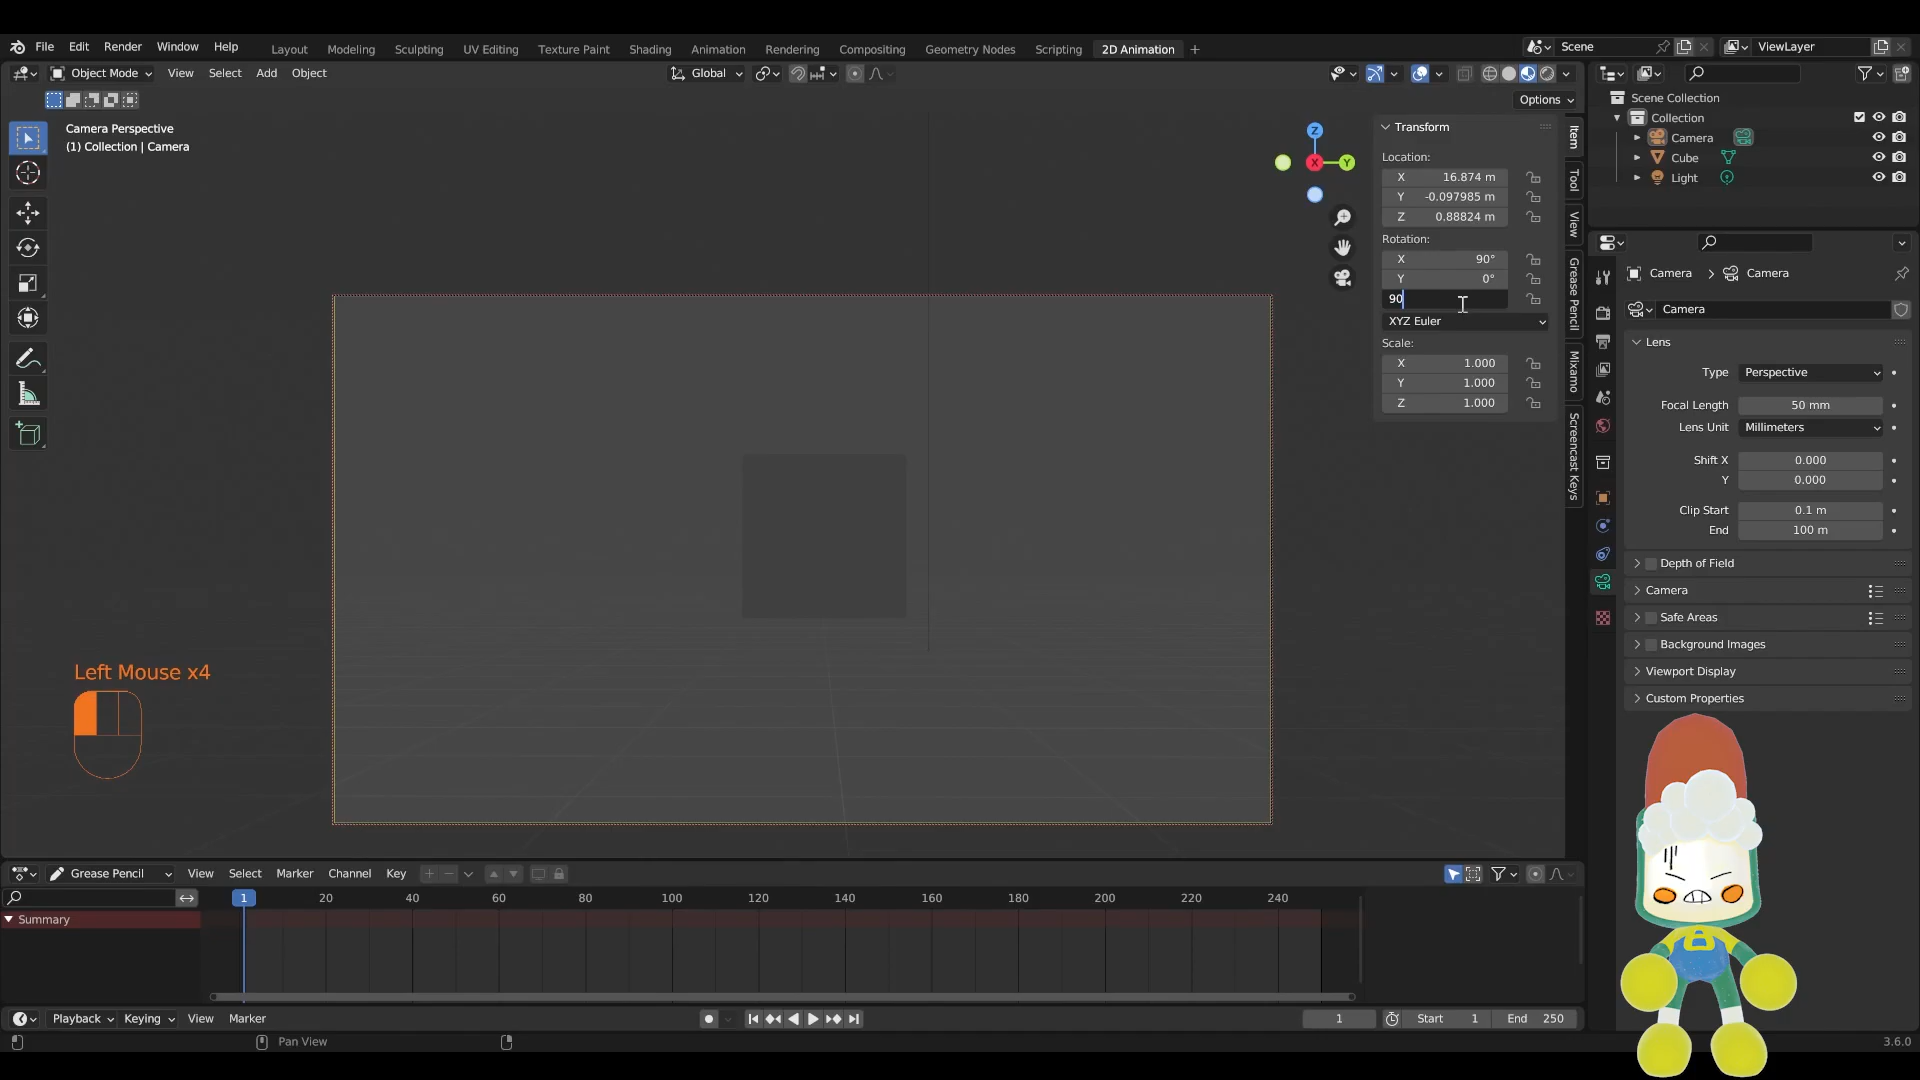 File Edit Render Window Help Layout Modeling Sculpting UV Editing Texture Paint Shading Animation Rendering Compositing Geometry Nodes Scripting 2D Animation + Scene ViewLayer
Object Mode View Select Add Object Global
Options
Camera Perspective
(1) Collection | Camera
Z
X
Y
Transform
Location:
X 16.874 m
Y -0.097985 m
Z 0.88824 m
Rotation:
X 90°
Y 0°
90
XYZ Euler
Scale:
X 1.000
Y 1.000
Z 1.000
Item
Tool
View
Grease Pencil
Mixamo
Screencast Keys
Scene Collection
Collection
Camera
Cube
Light
Camera > Camera
Camera
Lens
Type Perspective
Focal Length 50 mm
Lens Unit Millimeters
Shift X 0.000
Y 0.000
Clip Start 0.1 m
End 100 m
Depth of Field
Camera
Safe Areas
Background Images
Viewport Display
Custom Properties
Left Mouse x4
Grease Pencil View Select Marker Channel Key
1 20 40 60 80 100 120 140 160 180 200 220 240
Summary
Playback Keying View Marker 1 Start 1 End 250
Pan View 3.6.0